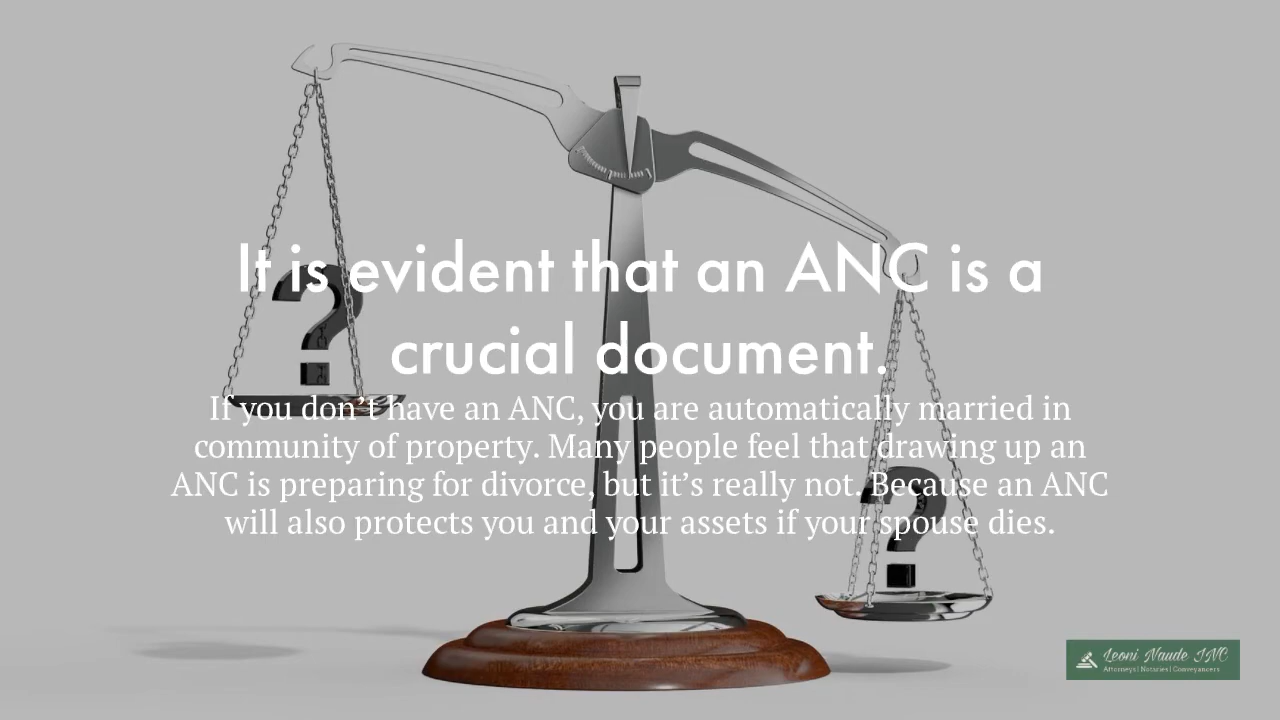 It is evident that an ANC is a
crucial document.
If you don't have an ANC, you are automatically married in
community of property. Many people feel that drawing up an
ANC is preparing for divorce, but it's really not. Because an ANC
will also protects you and your assets if your spouse dies.
Leoni Naude INC
Attorneys | Notaries | Conveyancers